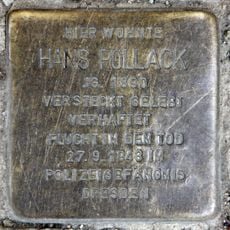 HIER WOHNTE
HANS POLLACK
JG.
VERSTECKT GELEBT
VERHAFTET
FLUCHT IN DEN TOD
27.9.1943 IM
POLIZEIGEFÄNGNIS
DRESDEN